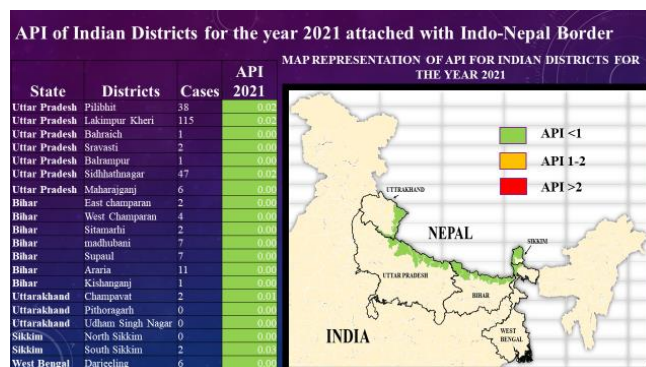 API of Indian Districts for the year 2021 attached with Indo-Nepal Border
State Districts Cases API 2021
Uttar Pradesh Pilibhit 38 0.02
Uttar Pradesh Lakimpur Kheri 115 0.02
Uttar Pradesh Bahraich 1 0.00
Uttar Pradesh Sravasti 2 0.00
Uttar Pradesh Balrampur 1 0.00
Uttar Pradesh Sidhhathnagar 47 0.02
Uttar Pradesh Maharajganj 6 0.00
Bihar East champaran 2 0.00
Bihar West Champaran 4 0.00
Bihar Sitamarhi 2 0.00
Bihar madhubani 7 0.00
Bihar Supaul 7 0.00
Bihar Araria 11 0.00
Bihar Kishanganj 1 0.00
Uttarakhand Champavat 2 0.01
Uttarakhand Pithoragarh 0 0.00
Uttarakhand Udham Singh Nagar 0 0.00
Sikkim North Sikkim 0 0.00
Sikkim South Sikkim 2 0.03
West Bengal Darjeeling 6 0.00
MAP REPRESENTATION OF API FOR INDIAN DISTRICTS FOR
THE YEAR 2021
API <1
API 1-2
API >2
UTTRAKHAND
NEPAL
SIKKIM
UTTAR PRADESH
BIHAR
WEST
BENGAL
INDIA